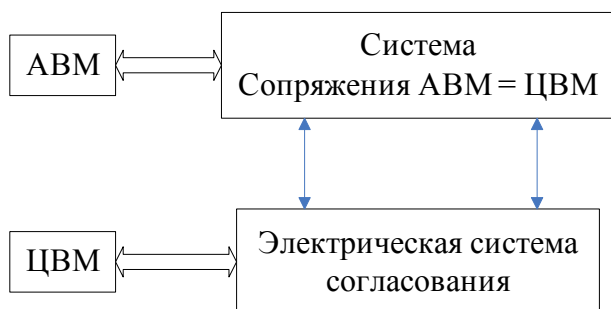 АВМ
Система
Сопряжения АВМ = ЦВМ
ЦВМ
Электрическая система
согласования